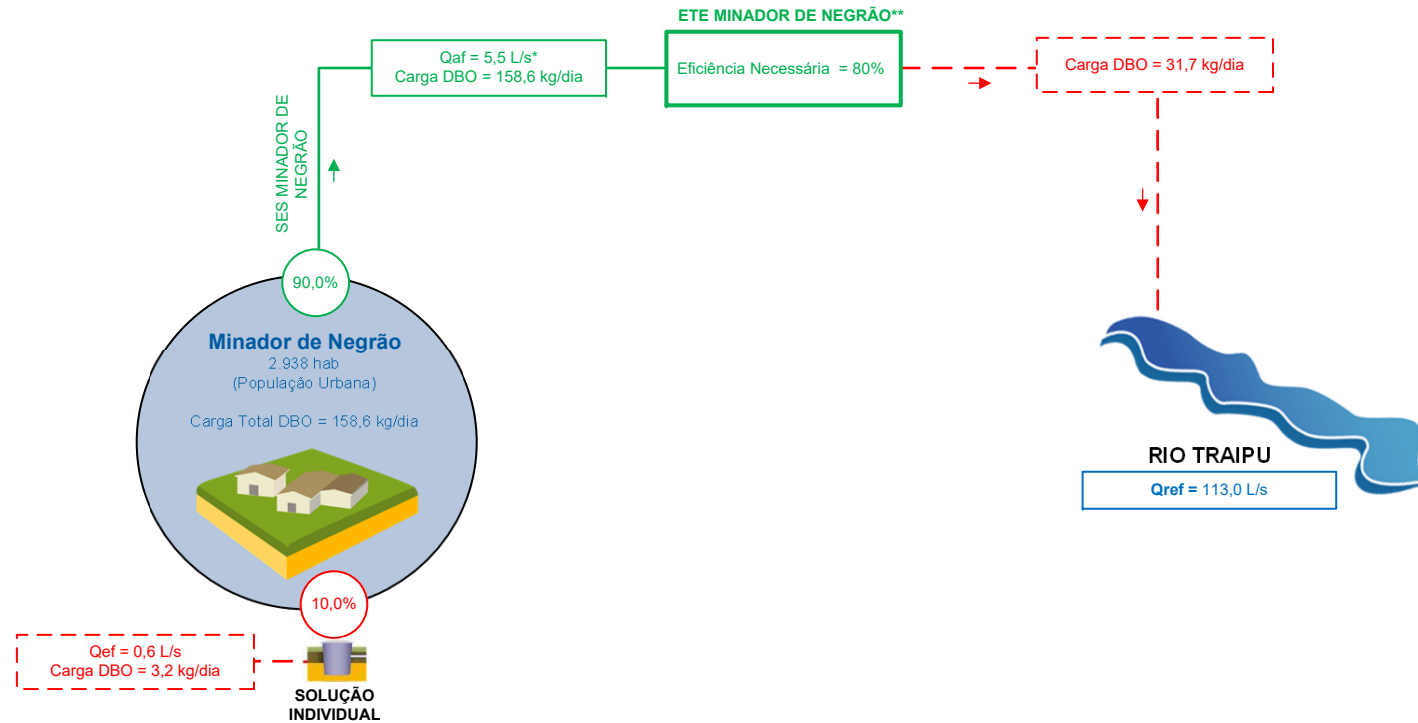 ETE MINADOR DE NEGRÃO**
Qaf = 5,5 L/s*
Carga DBO = 158,6 kg/dia
Eficiência Necessária = 80%
Carga DBO = 31,7 kg/dia
SES MINADOR DE
NEGRÃO
90,0%
Minador de Negrão
2.938 hab
(População Urbana)
Carga Total DBO = 158,6 kg/dia
RIO TRAIPU
Qref = 113,0 L/s
10,0%
Qef = 0,6 L/s
Carga DBO = 3,2 kg/dia
SOLUÇÃO
INDIVIDUAL